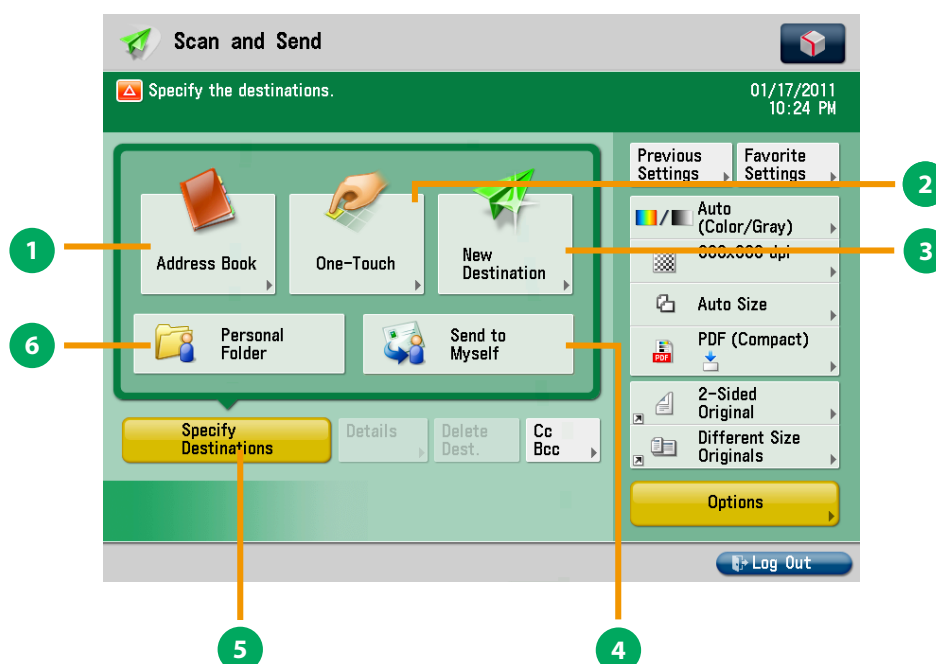 Scan and Send
Specify the destinations.
01/17/2011
10:24 PM
Previous
Settings
Favorite
Settings
2
1
Address Book
One-Touch
New
Destination
Auto
(Color/Gray)
3
dpi
Auto Size
6
Personal
Folder
Send to
Myself
PDF (Compact)
PDF
Specify
Destinations
Details
Delete
Dest.
Cc
Bcc
2-Sided
Original
Different Size
Originals
Options
Log Out
5
4